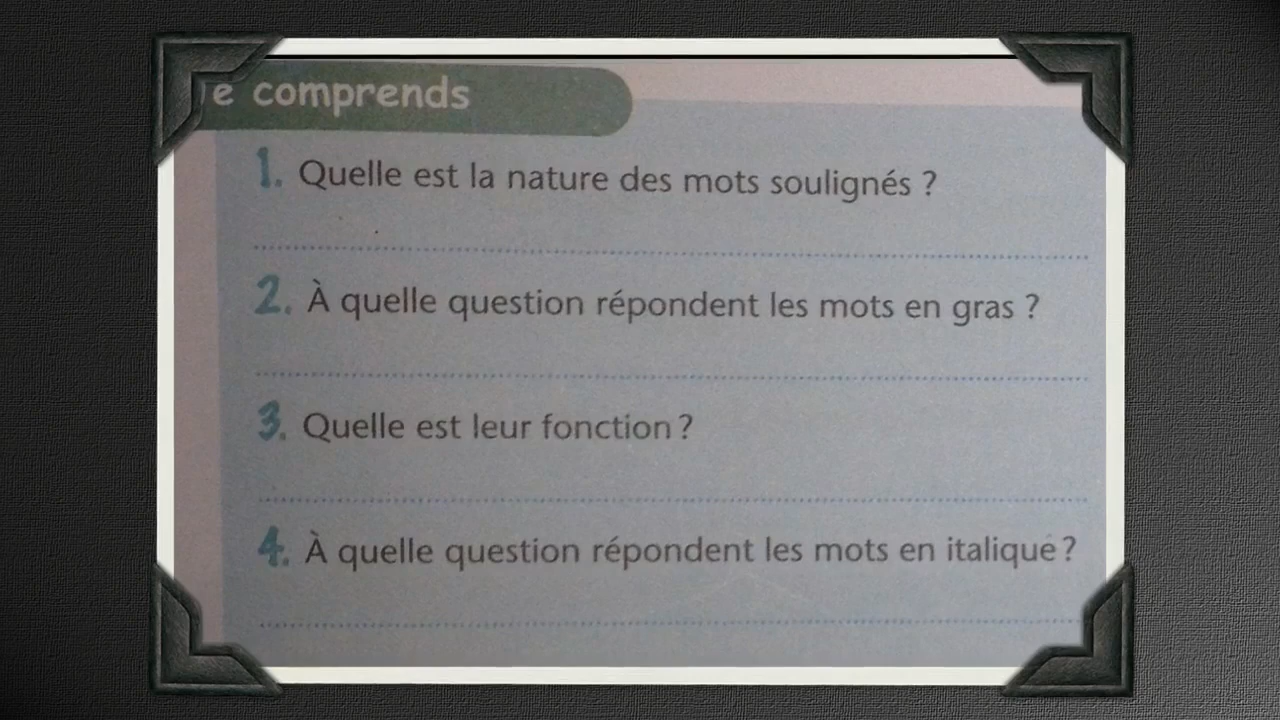 e comprends
1. Quelle est la nature des mots soulignés ?
2. À quelle question répondent les mots en gras ?
3. Quelle est leur fonction ?
4. À quelle question répondent les mots en italique ?